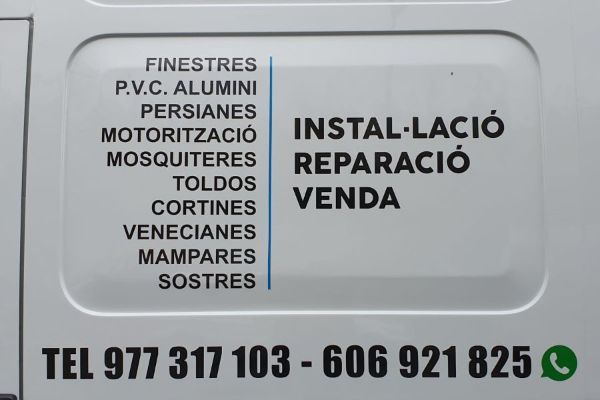 FINESTRES
P.V.C. ALUMINI
PERSIANES
MOTORITZACIÓ
MOSQUITERES
TOLDOS
CORTINES
VENECIANES
MAMPARES
SOSTRES
INSTAL·LACIÓ
REPARACIÓ
VENDA
TEL 977 317 103 - 606 921 825